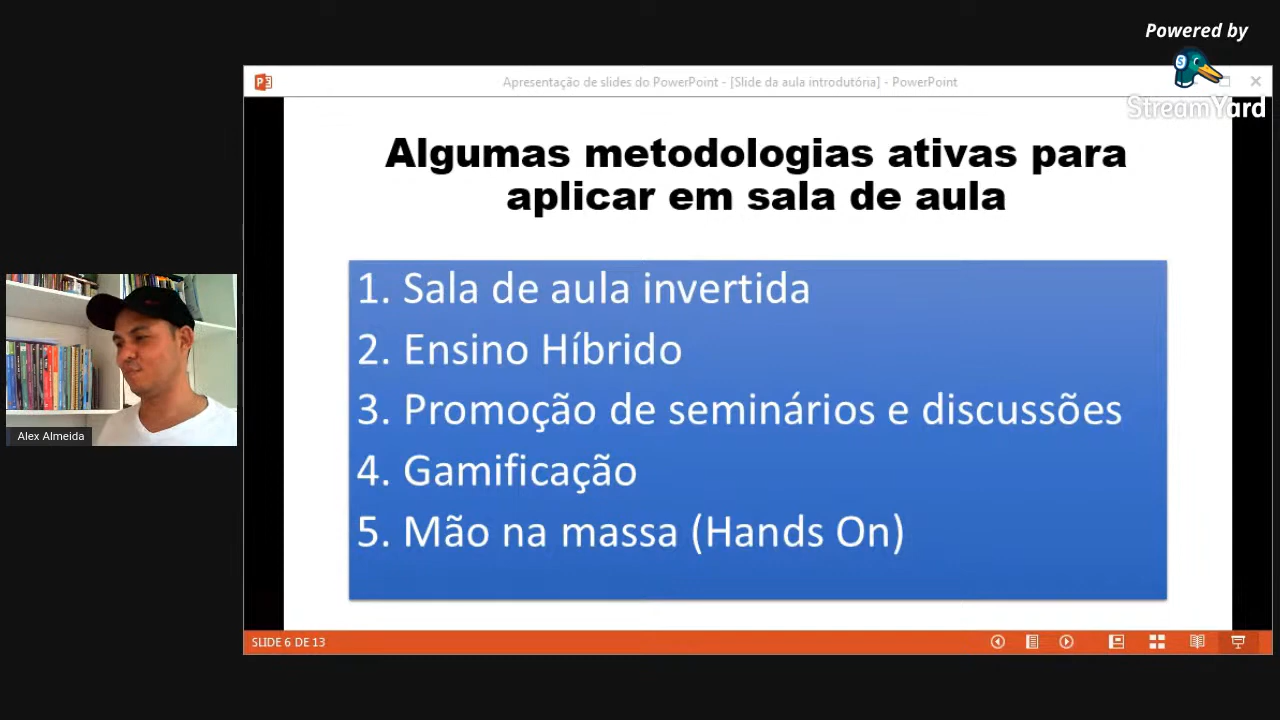 Powered by
StreamYard
Apresentação de slides do PowerPoint - [Slide da aula introdutória] - PowerPoint
Algumas metodologias ativas para
aplicar em sala de aula
1. Sala de aula invertida
2. Ensino Híbrido
3. Promoção de seminários e discussões
4. Gamificação
5. Mão na massa (Hands On)
Alex Almeida
SLIDE 6 DE 13